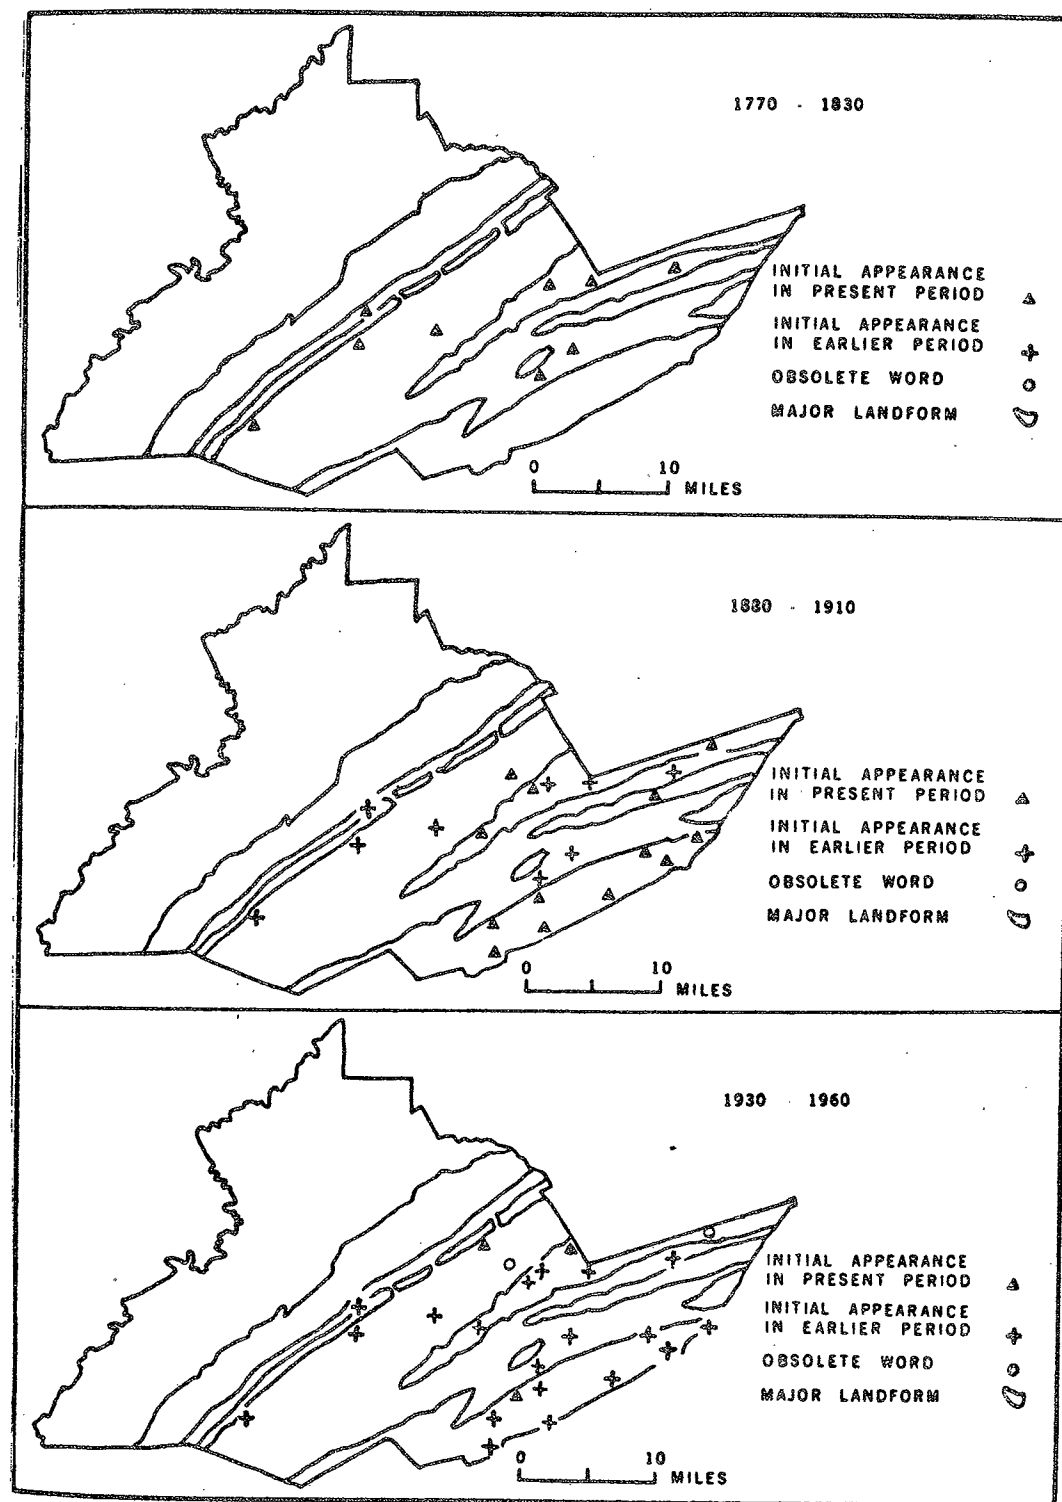 1770 - 1830
INITIAL APPEARANCE
IN PRESENT PERIOD
INITIAL APPEARANCE
IN EARLIER PERIOD
OBSOLETE WORD
MAJOR LANDFORM
0 10
MILES
1830 - 1910
INITIAL APPEARANCE
IN PRESENT PERIOD
INITIAL APPEARANCE
IN EARLIER PERIOD
OBSOLETE WORD
MAJOR LANDFORM
0 10
MILES
1930 1960
INITIAL APPEARANCE
IN PRESENT PERIOD
INITIAL APPEARANCE
IN EARLIER PERIOD
OBSOLETE WORD
MAJOR LANDFORM
0 10
MILES